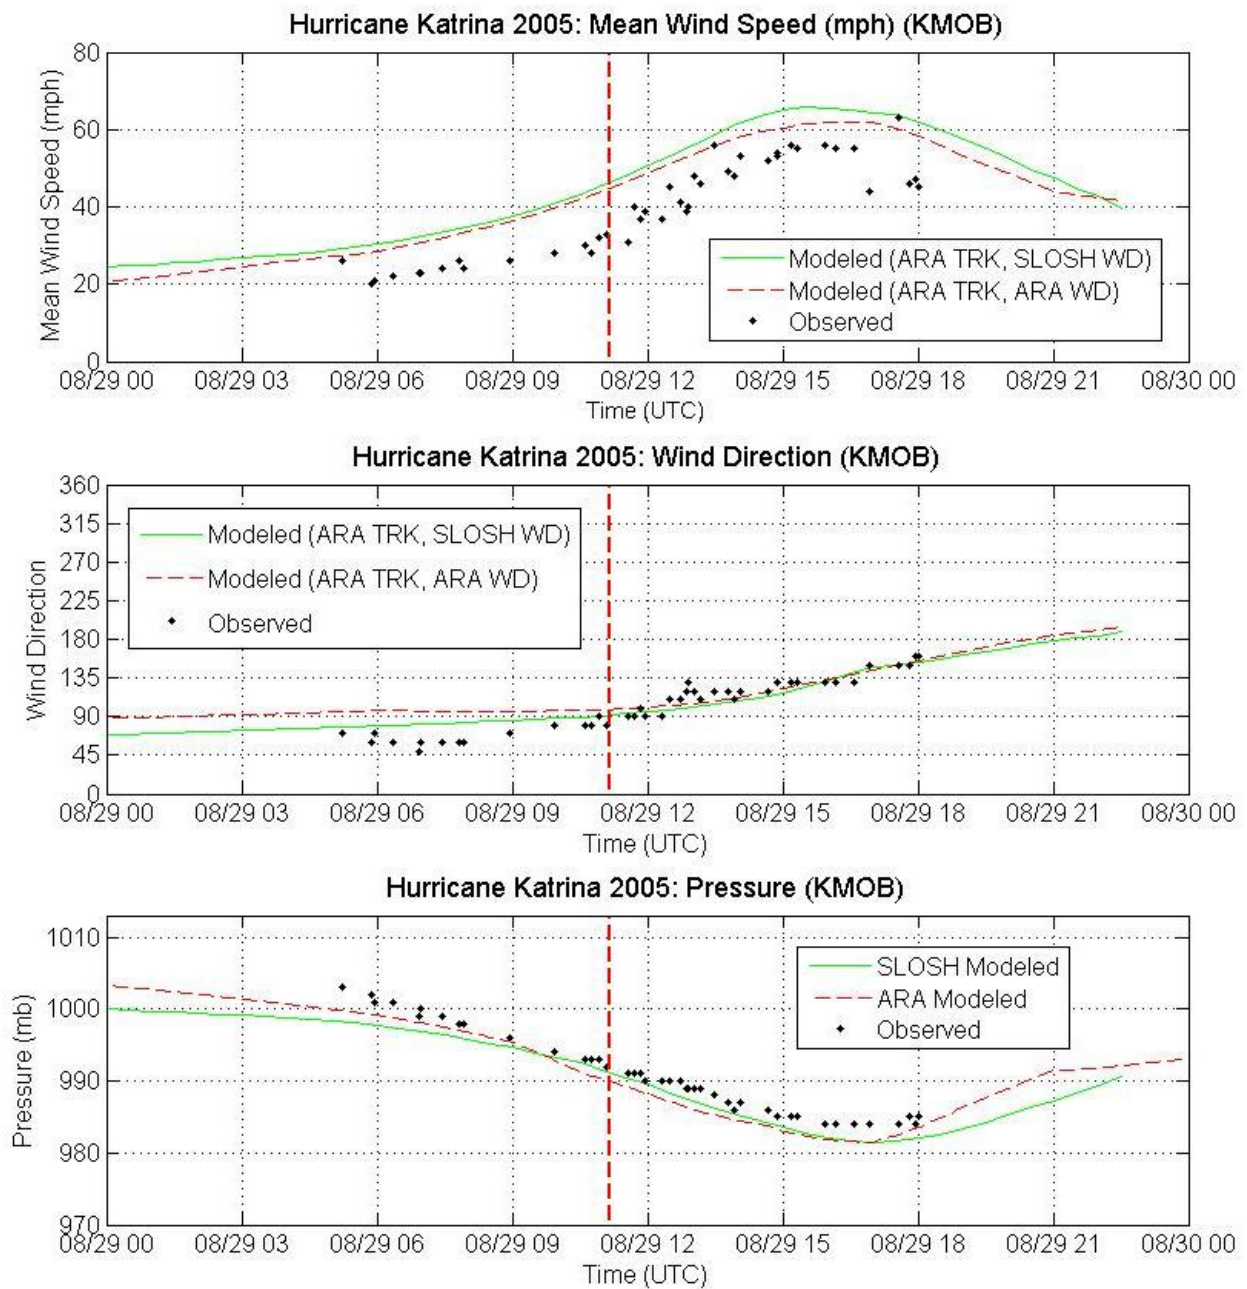 Hurricane Katrina 2005: Mean Wind Speed (mph) (KMOB)
80
60
40
20
0
Mean Wind Speed (mph)
Modeled (ARA TRK, SLOSH WD)
Modeled (ARA TRK, ARA WD)
Observed
08/29 00 08/29 03 08/29 06 08/29 09 08/29 12 08/29 15 08/29 18 08/29 21 08/30 00
Time (UTC)
Hurricane Katrina 2005: Wind Direction (KMOB)
360
315
270
225
180
135
90
45
0
Wind Direction
Modeled (ARA TRK, SLOSH WD)
Modeled (ARA TRK, ARA WD)
Observed
08/29 00 08/29 03 08/29 06 08/29 09 08/29 12 08/29 15 08/29 18 08/29 21 08/30 00
Time (UTC)
Hurricane Katrina 2005: Pressure (KMOB)
1010
1000
990
980
970
Pressure (mb)
SLOSH Modeled
ARA Modeled
Observed
08/29 00 08/29 03 08/29 06 08/29 09 08/29 12 08/29 15 08/29 18 08/29 21 08/30 00
Time (UTC)